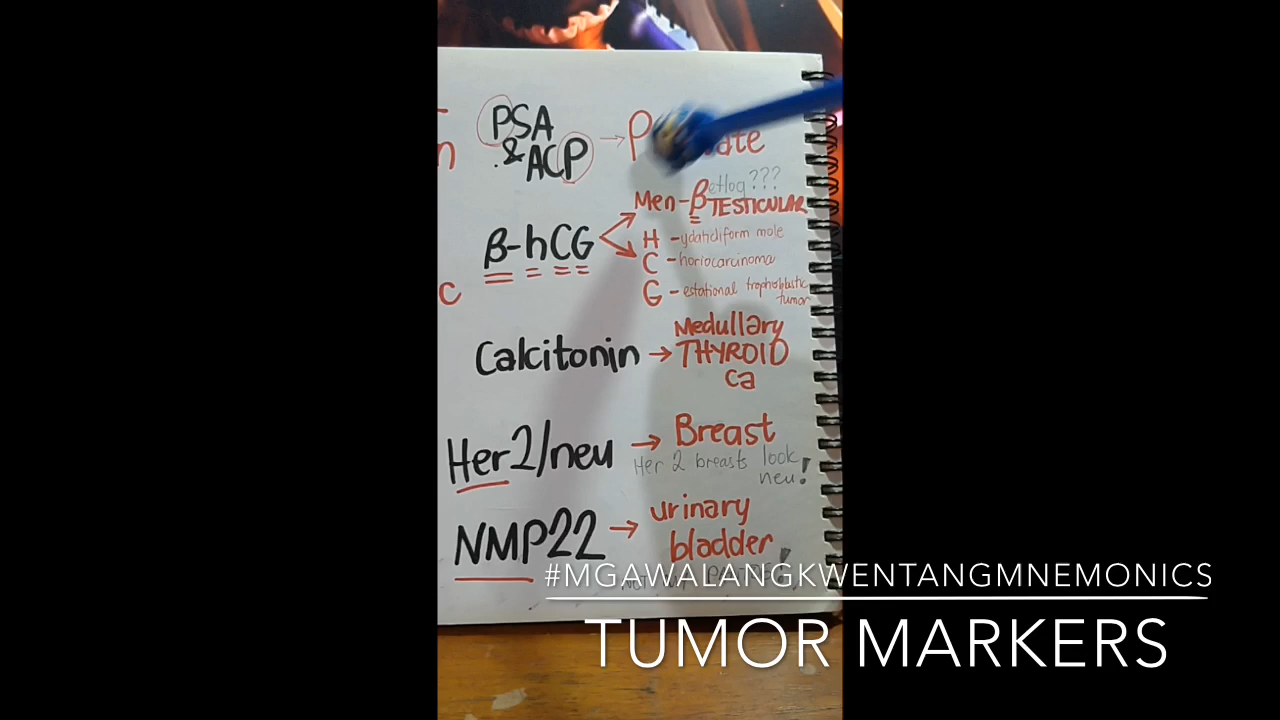 PSA
& ACP → P ate
β-hCG
Men - βetlog???
TESTICULAR
H - ydatidiform mole
C - horiocarcinoma
G - estational trophoblastic
tumor
c
Calcitonin →
Medullary
THYROID
Ca
Her2/neu → Breast
Her 2 breasts look
neu!
NMP22 → urinary
bladder
#MGAWALANGKWENTANGMNEMONICS
TUMOR MARKERS